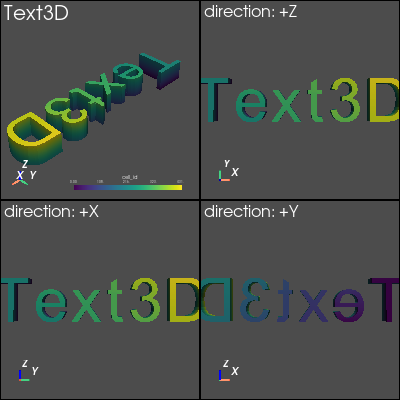 Text3D
Text3D
Z
X Y
cell_id
direction: +Z
Text3D
Y
X
direction: +X
Text3D
Z
Y
direction: +Y
Text3D
Z
X